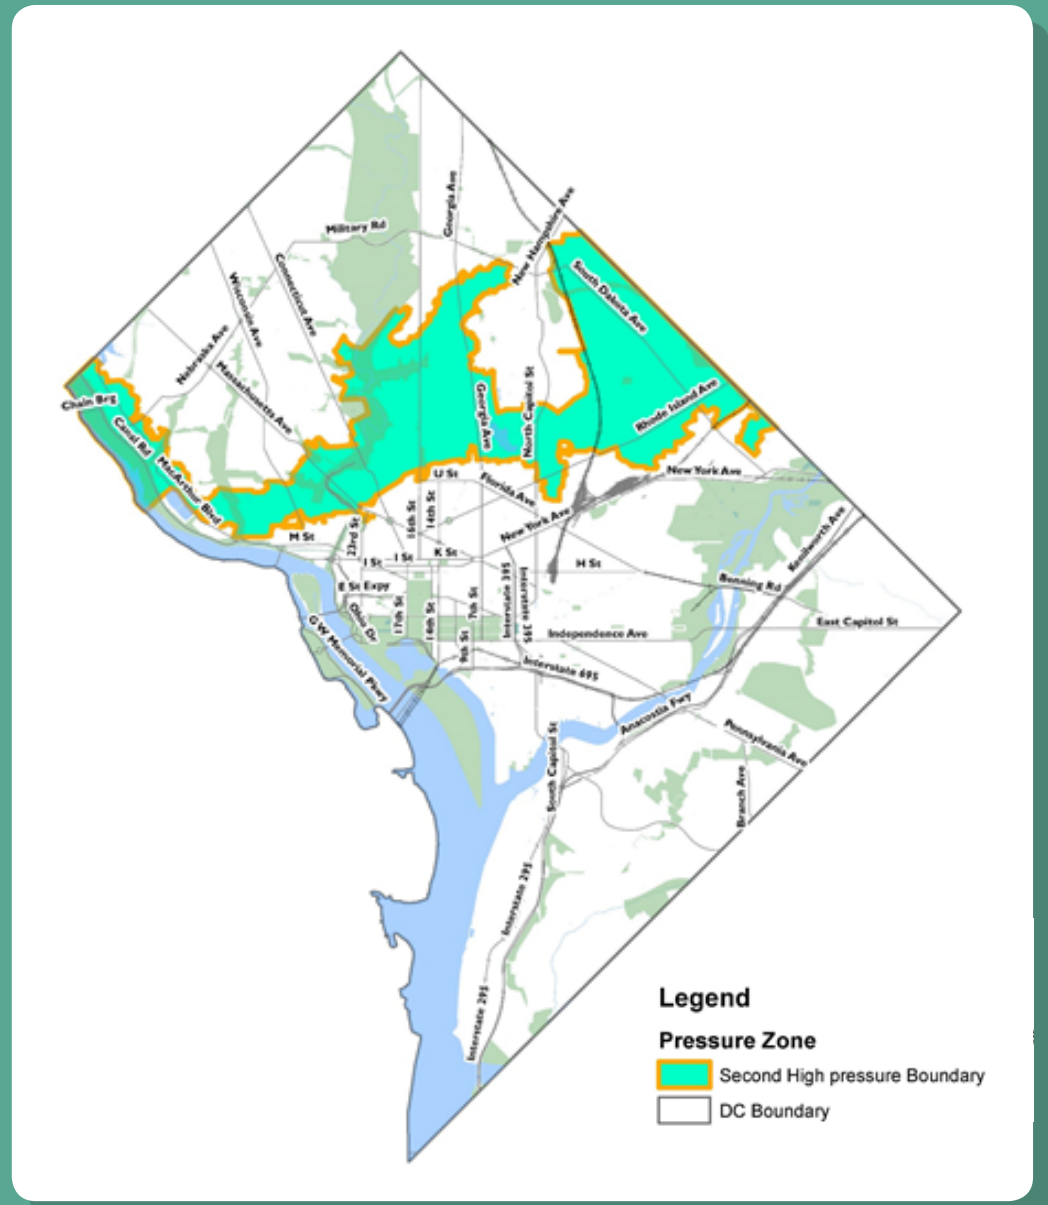 Georgia Ave
New Hampshire Ave
Military Rd
Connecticut Ave
Wisconsin Ave
South Dakota Ave
Nebraska Ave
Massachusetts Ave
Georgia Ave
North Capitol St
Rhode Island Ave
Chain Brg
Canal Rd
MacArthur Blvd
U St
Florida Ave
New York Ave
16th St
14th St
New York Ave
M St
23rd St
I St
I St
K St
H St
Kenilworth Ave
Benning Rd
E St Expy
Ohio Dr
17th St
14th St
7th St
9th St
Interstate 395
Interstate 395
East Capitol St
Independence Ave
G W Memorial Pkwy
Interstate 695
Anacostia Fwy
Pennsylvania Ave
South Capitol St
Branch Ave
Interstate 295
Interstate 295
Legend
Pressure Zone
Second High pressure Boundary
DC Boundary